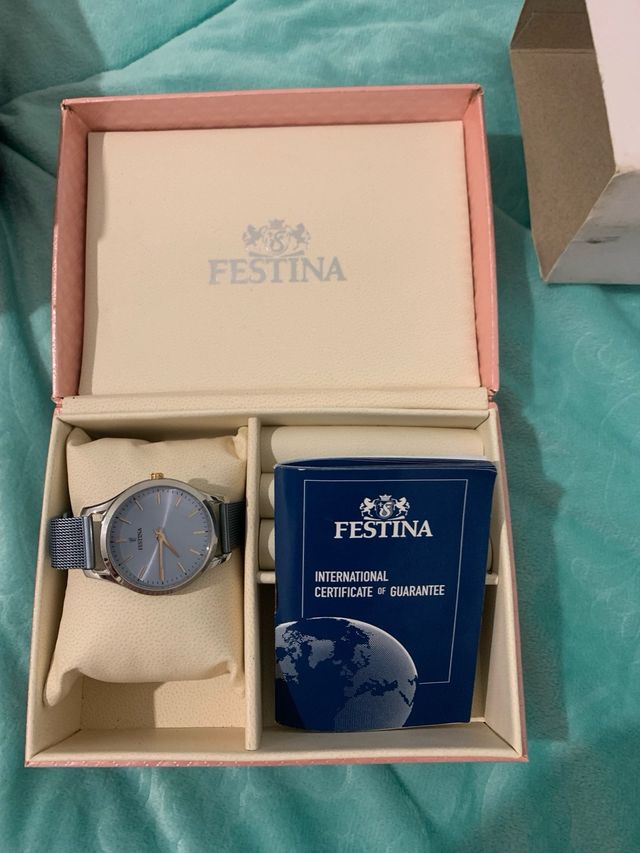 FESTINA
FESTINA
FESTINA
INTERNATIONAL
CERTIFICATE OF GUARANTEE